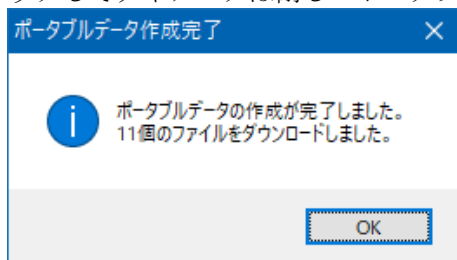 ポータブルデータ作成完了
ポータブルデータの作成が完了しました。
11個のファイルをダウンロードしました。
OK